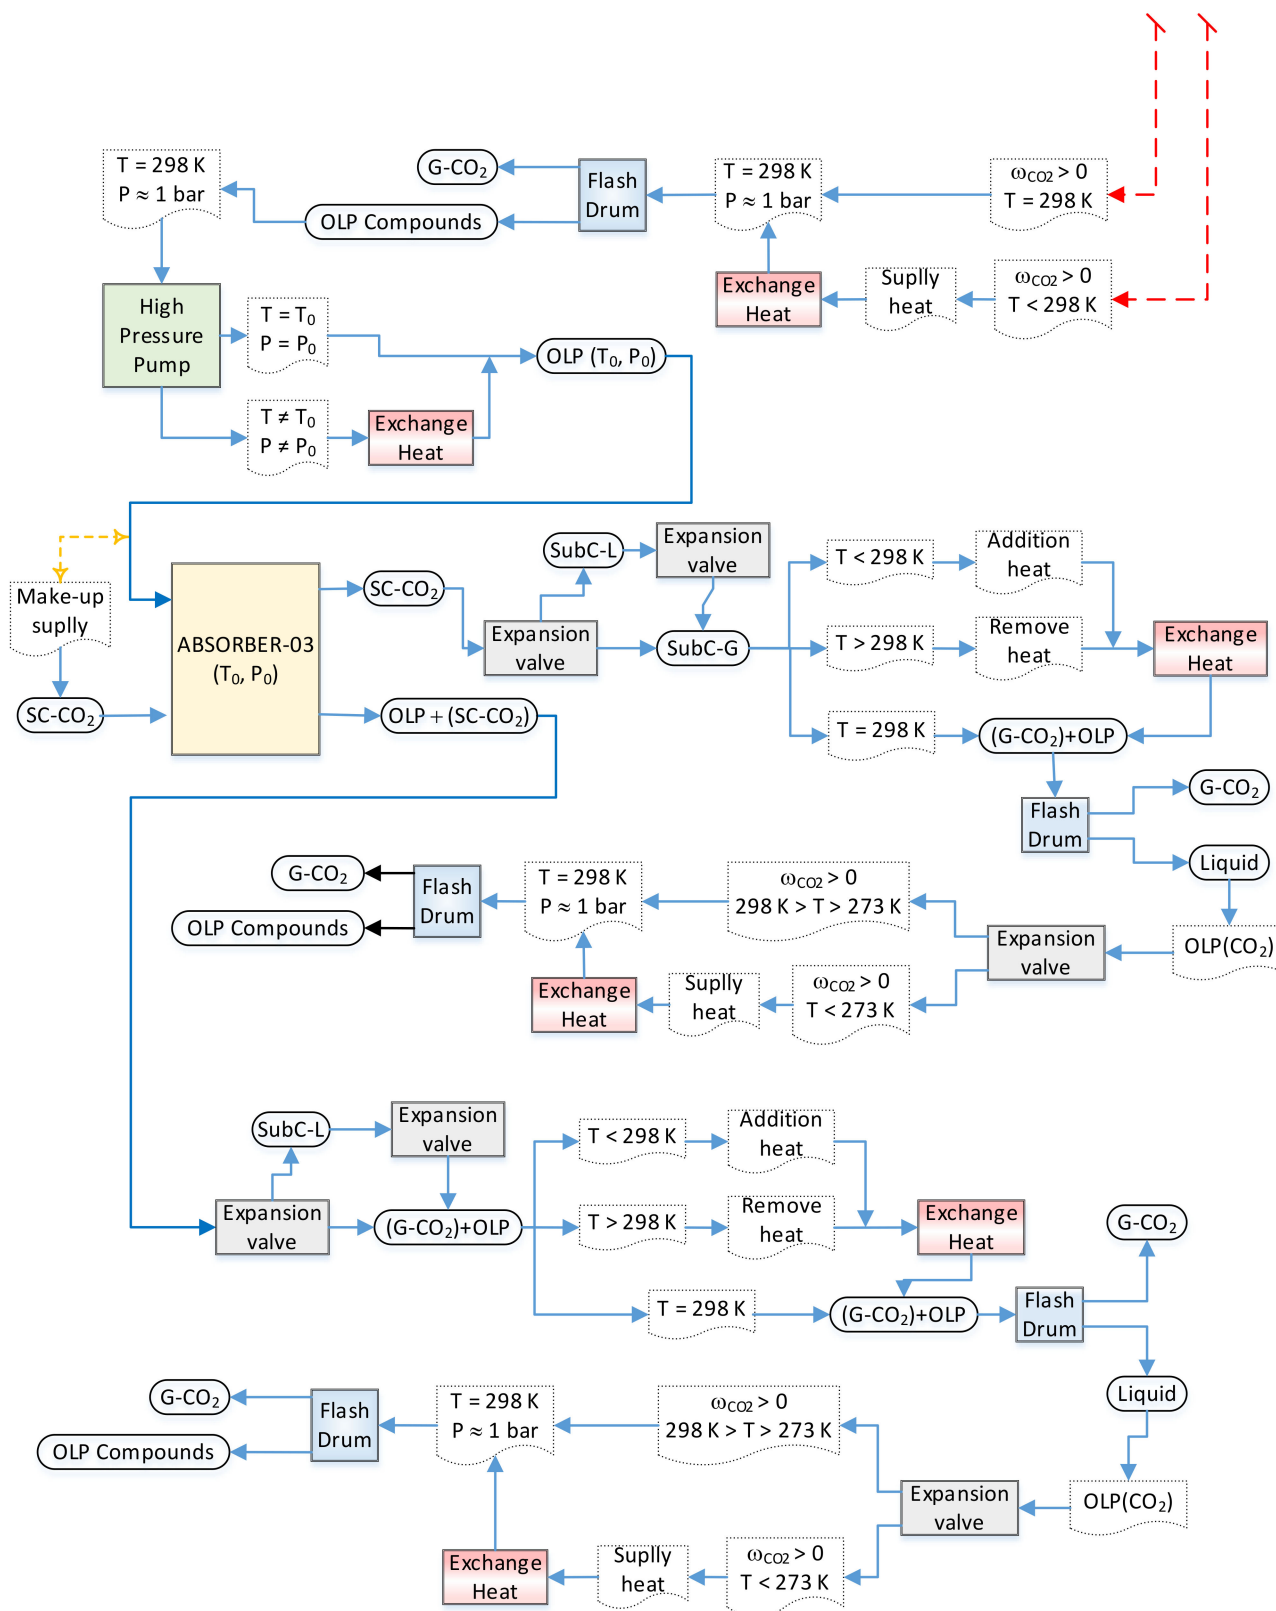 T = 298 K
P ≈ 1 bar
G-CO₂
OLP Compounds
Flash
Drum
T = 298 K
P ≈ 1 bar
ωCO2 > 0
T = 298 K
Exchange
Heat
Suplly
heat
ωCO2 > 0
T < 298 K
High
Pressure
Pump
T = T₀
P = P₀
OLP (T₀, P₀)
T ≠ T₀
P ≠ P₀
Exchange
Heat
Make-up
suplly
SC-CO₂
ABSORBER-03
(T₀, P₀)
SC-CO₂
OLP + (SC-CO₂)
SubC-L
Expansion
valve
Expansion
valve
SubC-G
T < 298 K
Addition
heat
T > 298 K
Remove
heat
Exchange
Heat
T = 298 K
(G-CO₂)+OLP
Flash
Drum
G-CO₂
Liquid
OLP(CO₂)
Expansion
valve
ωCO2 > 0
298 K > T > 273 K
T = 298 K
P ≈ 1 bar
Flash
Drum
G-CO₂
OLP Compounds
ωCO2 > 0
T < 273 K
Suplly
heat
Exchange
Heat
SubC-L
Expansion
valve
Expansion
valve
(G-CO₂)+OLP
T < 298 K
Addition
heat
T > 298 K
Remove
heat
Exchange
Heat
T = 298 K
(G-CO₂)+OLP
Flash
Drum
G-CO₂
Liquid
OLP(CO₂)
Expansion
valve
ωCO2 > 0
298 K > T > 273 K
T = 298 K
P ≈ 1 bar
Flash
Drum
G-CO₂
OLP Compounds
ωCO2 > 0
T < 273 K
Suplly
heat
Exchange
Heat